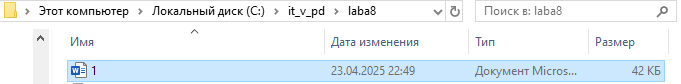 Этот компьютер › Локальный диск (C:) › it_v_pd › laba8
Поиск в: laba8
Имя Дата изменения Тип Размер
1 23.04.2025 22:49 Документ Micros... 42 КБ